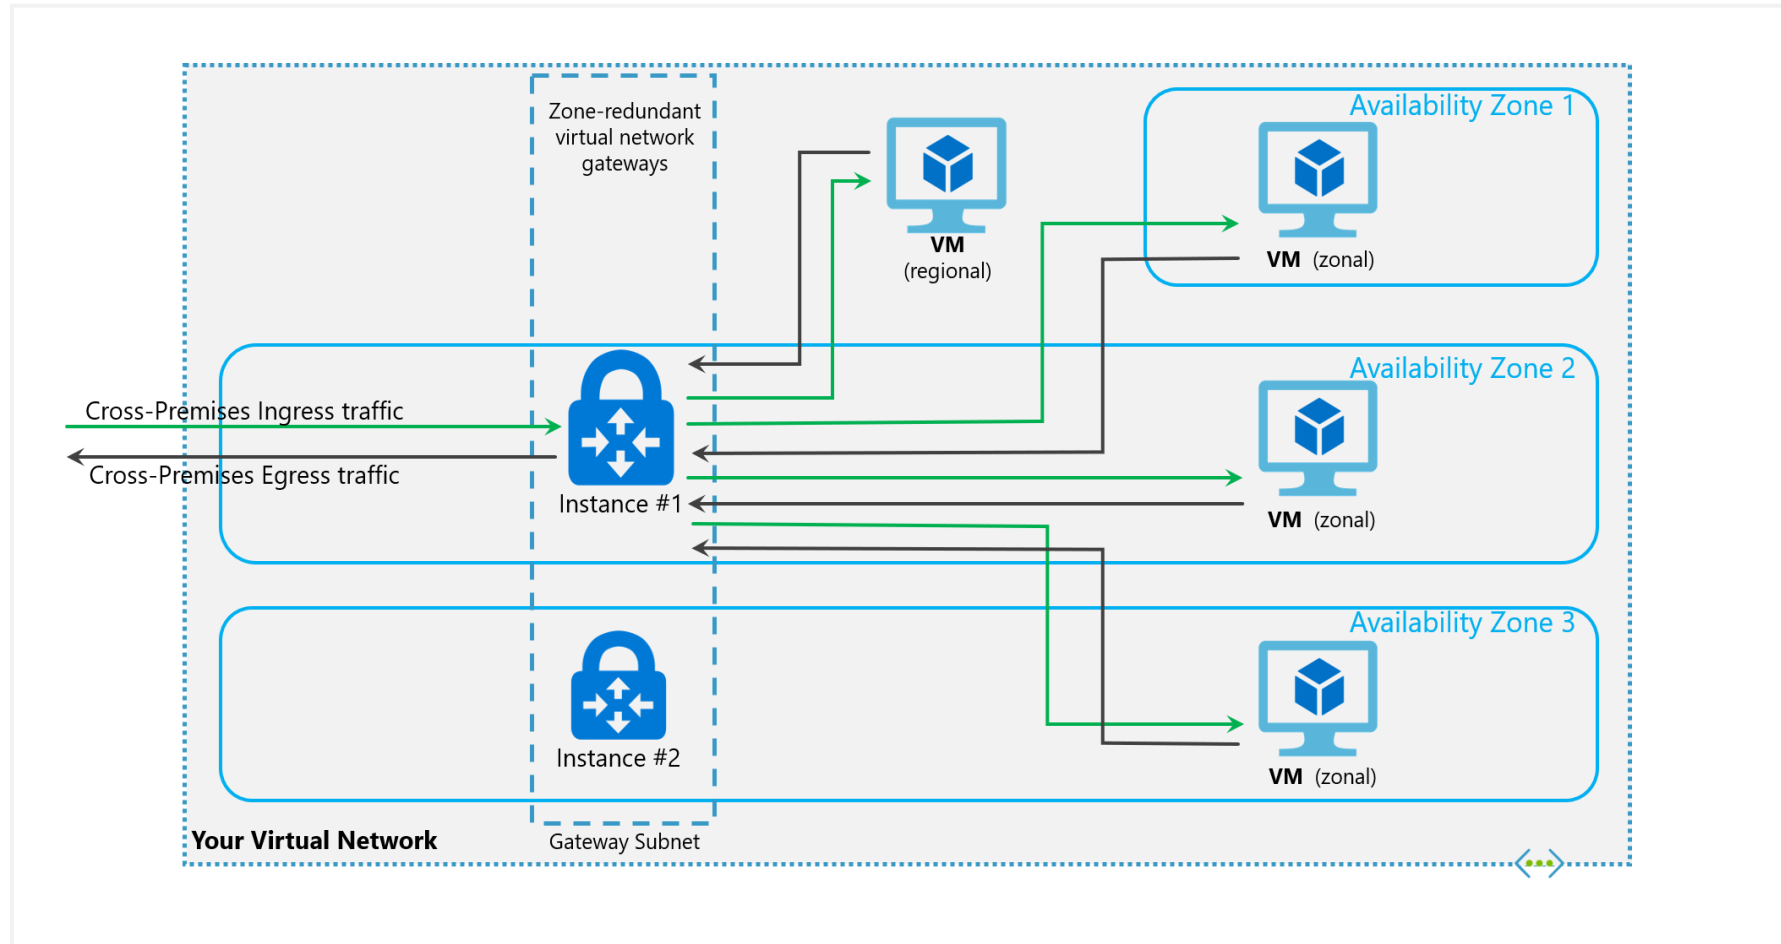 Zone-redundant
virtual network
gateways
VM
(regional)
Availability Zone 1
VM (zonal)
Availability Zone 2
Cross-Premises Ingress traffic
Cross-Premises Egress traffic
Instance #1
VM (zonal)
Availability Zone 3
Instance #2
VM (zonal)
Your Virtual Network
Gateway Subnet